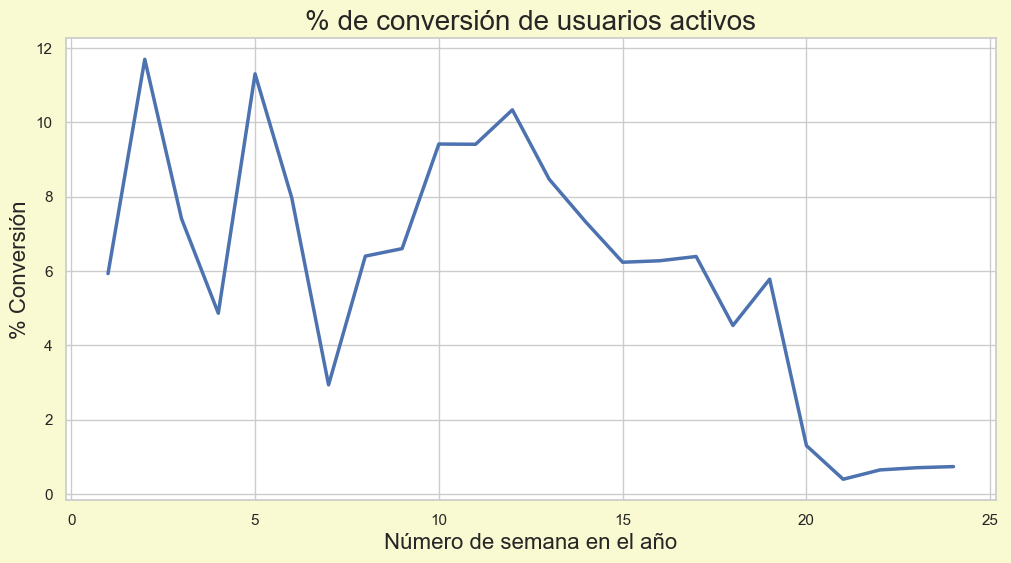 % de conversión de usuarios activos
12
10
8
6
4
2
0
% Conversión
0 5 10 15 20 25
Número de semana en el año